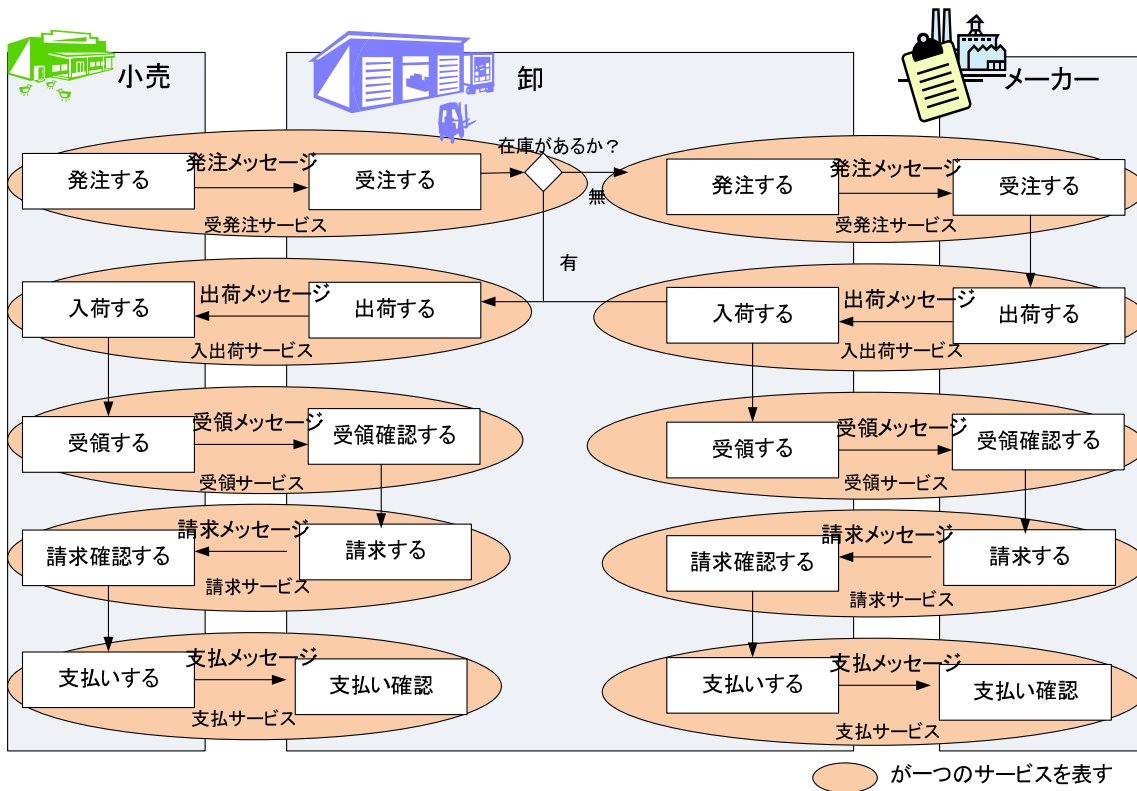 小売
卸
メーカー
在庫があるか？
発注する
発注メッセージ
受注する
無
発注する
発注メッセージ
受注する
受発注サービス
受発注サービス
有
入荷する
出荷メッセージ
出荷する
入荷する
出荷メッセージ
出荷する
入出荷サービス
入出荷サービス
受領する
受領メッセージ
受領確認する
受領する
受領メッセージ
受領確認する
受領サービス
受領サービス
請求確認する
請求メッセージ
請求する
請求確認する
請求メッセージ
請求する
請求サービス
請求サービス
支払いする
支払メッセージ
支払い確認
支払いする
支払メッセージ
支払い確認
支払サービス
支払サービス
が一つのサービスを表す